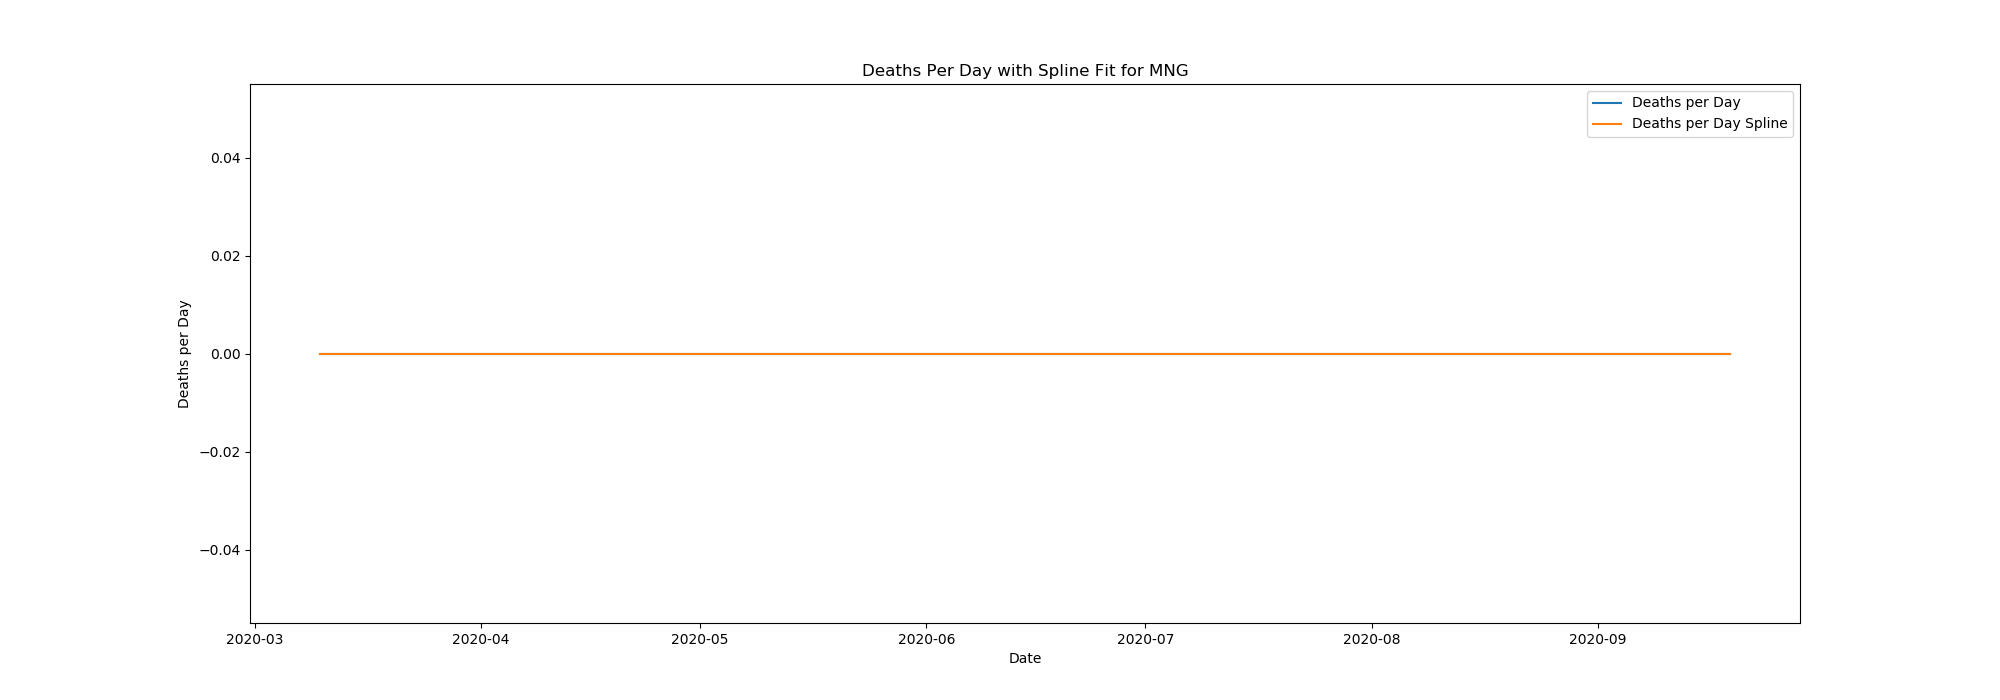 Deaths Per Day with Spline Fit for MNG
Deaths per Day
Deaths per Day Spline
0.04
0.02
0.00
−0.02
−0.04
Deaths per Day
2020-03 2020-04 2020-05 2020-06 2020-07 2020-08 2020-09
Date